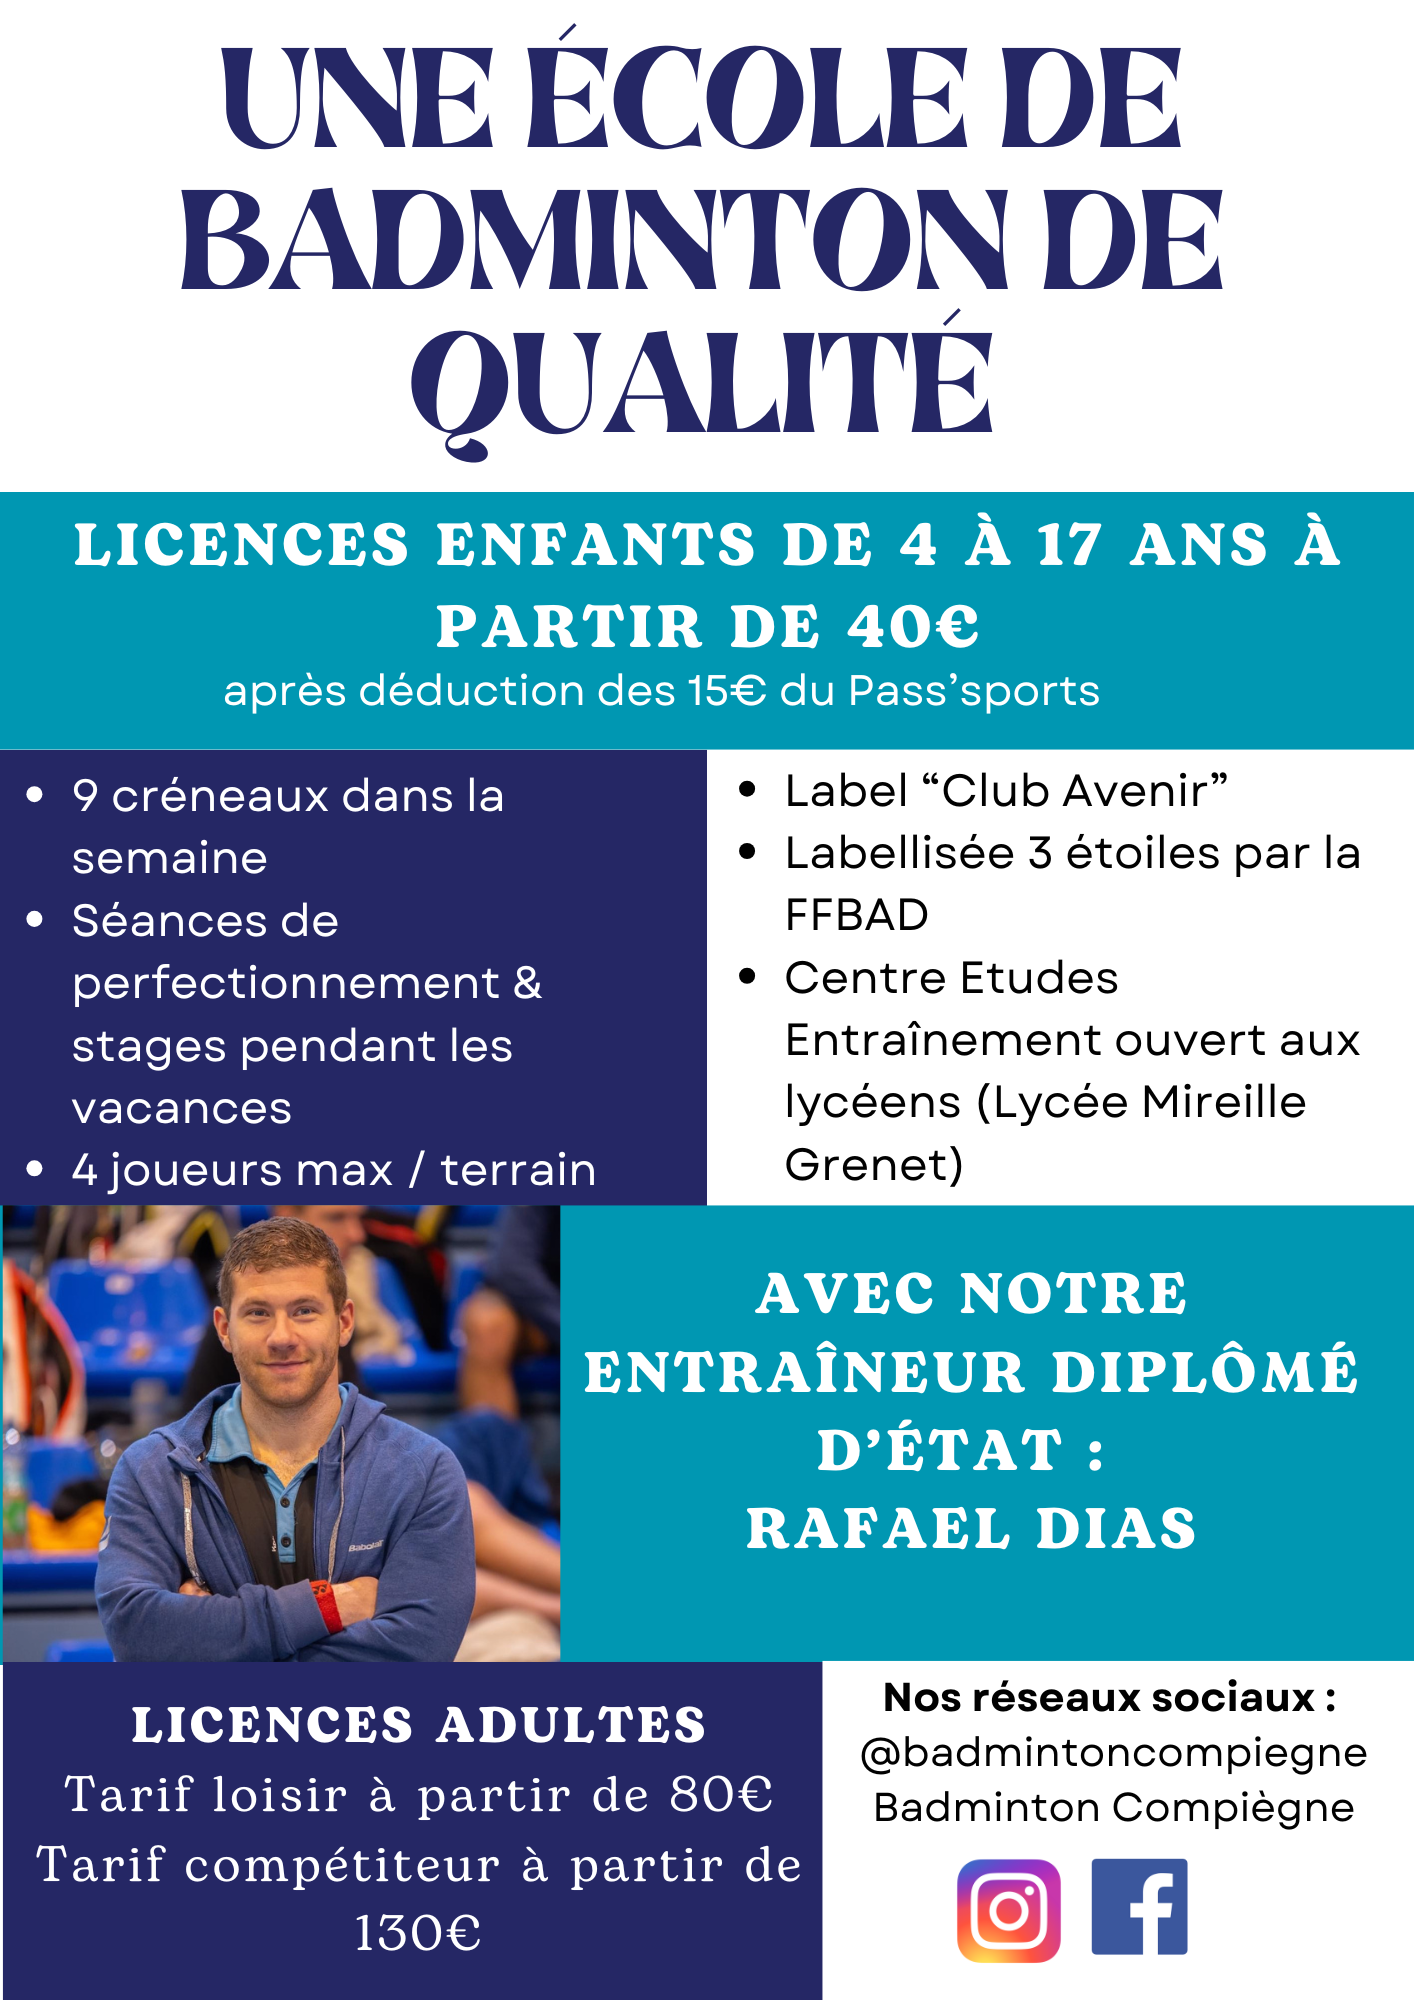 UNE ÉCOLE DE
BADMINTON DE
QUALITÉ
LICENCES ENFANTS DE 4 À 17 ANS À
PARTIR DE 40€
après déduction des 15€ du Pass’sports
• 9 créneaux dans la
semaine
• Séances de
perfectionnement &
stages pendant les
vacances
• 4 joueurs max / terrain
• Label “Club Avenir”
• Labellisée 3 étoiles par la
FFBAD
• Centre Etudes
Entraînement ouvert aux
lycéens (Lycée Mireille
Grenet)
Babolat
AVEC NOTRE
ENTRAÎNEUR DIPLÔMÉ
D’ÉTAT :
RAFAEL DIAS
LICENCES ADULTES
Tarif loisir à partir de 80€
Tarif compétiteur à partir de
130€
Nos réseaux sociaux :
@badmintoncompiegne
Badminton Compiègne